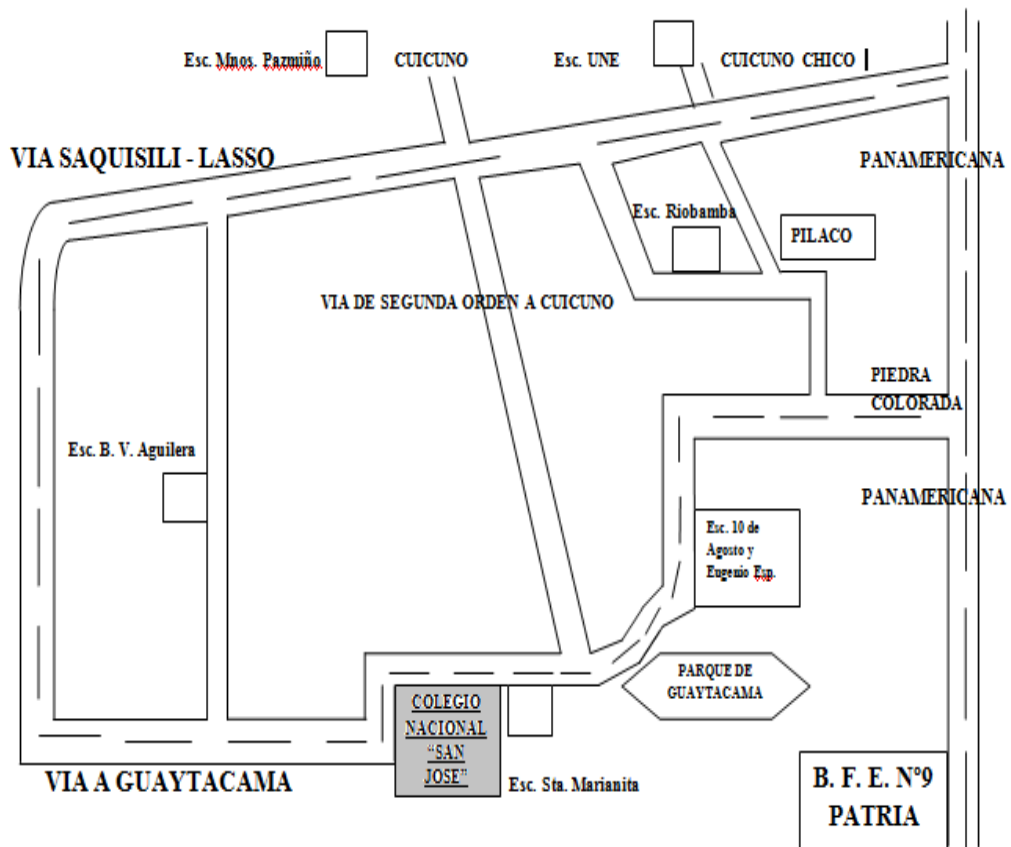 Esc. Mnos. Pazmiño
CUICUNO
Esc. UNE
CUICUNO CHICO
VIA SAQUISILI - LASSO
PANAMERICANA
Esc. Riobamba
PILACO
VIA DE SEGUNDA ORDEN A CUICUNO
PIEDRA
COLORADA
Esc. B. V. Aguilera
PANAMERICANA
Esc. 10 de
Agosto y
Eugenio Esp.
PARQUE DE
GUAYTACAMA
COLEGIO
NACIONAL
“SAN
JOSE”
VIA A GUAYTACAMA
Esc. Sta. Marianita
B. F. E. Nº9
PATRIA